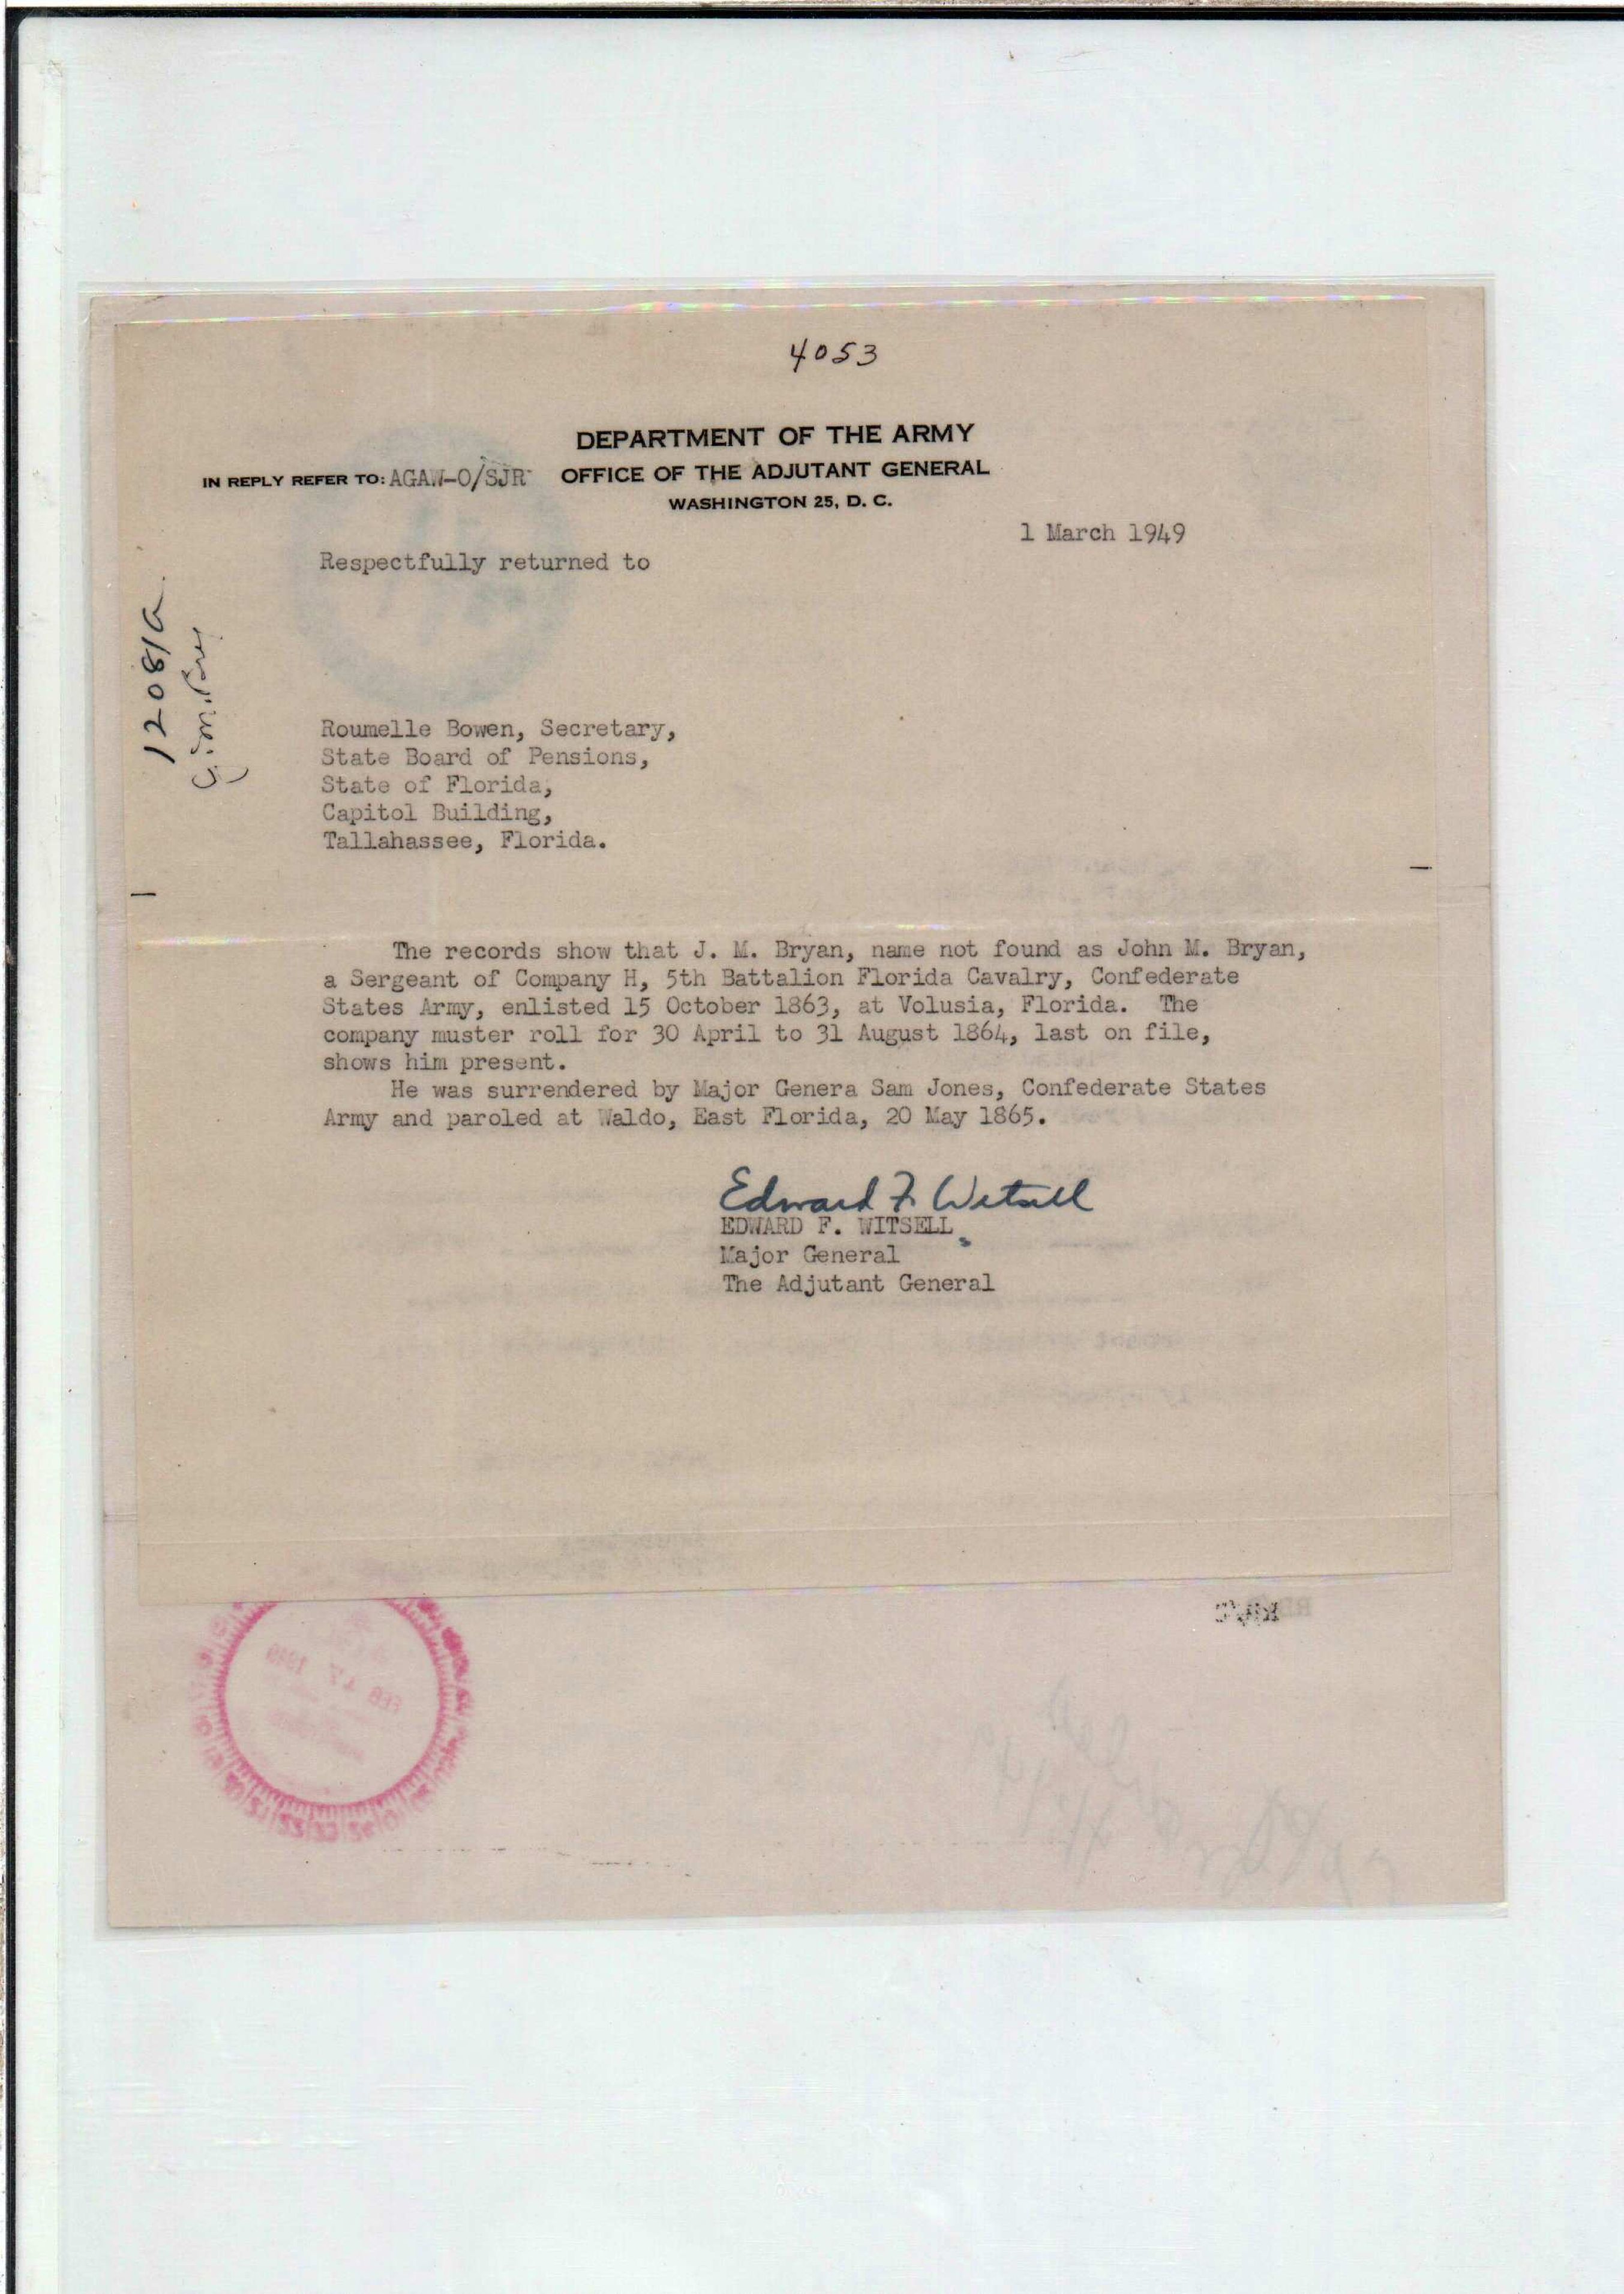 4053
DEPARTMENT OF THE ARMY
IN REPLY REFER TO: AGAW-O/SJR OFFICE OF THE ADJUTANT GENERAL
WASHINGTON 25, D. C.
1 March 1949
Respectfully returned to
12081a
Roumelle Bowen, Secretary,
State Board of Pensions,
State of Florida,
Capitol Building,
Tallahassee, Florida.
The records show that J. M. Bryan, name not found as John M. Bryan,
a Sergeant of Company H, 5th Battalion Florida Cavalry, Confederate
States Army, enlisted 15 October 1863, at Volusia, Florida. The
company muster roll for 30 April to 31 August 1864, last on file,
shows him present.
He was surrendered by Major Genera Sam Jones, Confederate States
Army and paroled at Waldo, East Florida, 20 May 1865.
Edward F. Witsell
EDWARD F. WITSELL
Major General
The Adjutant General
FEB 17 1949